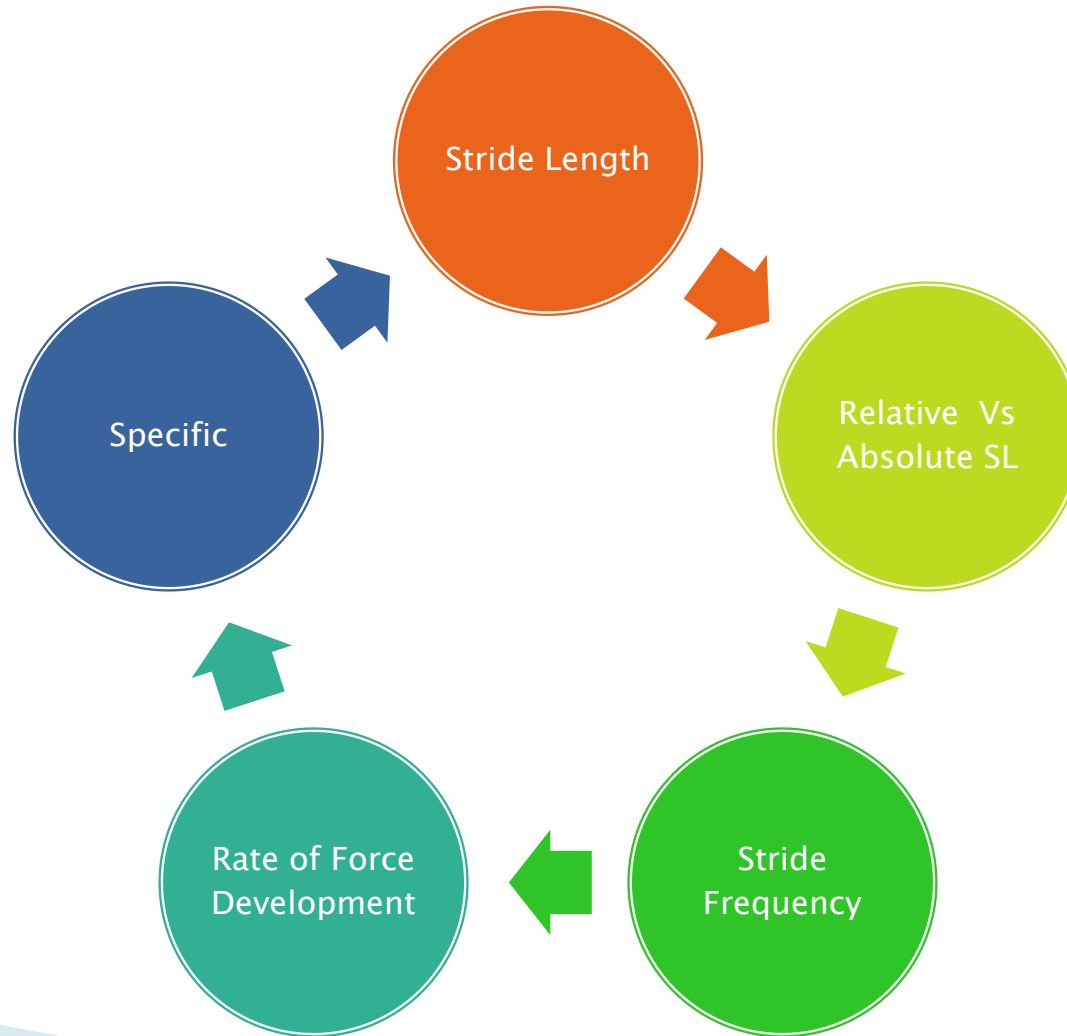 Stride Length
Relative Vs
Absolute SL
Stride
Frequency
Rate of Force
Development
Specific